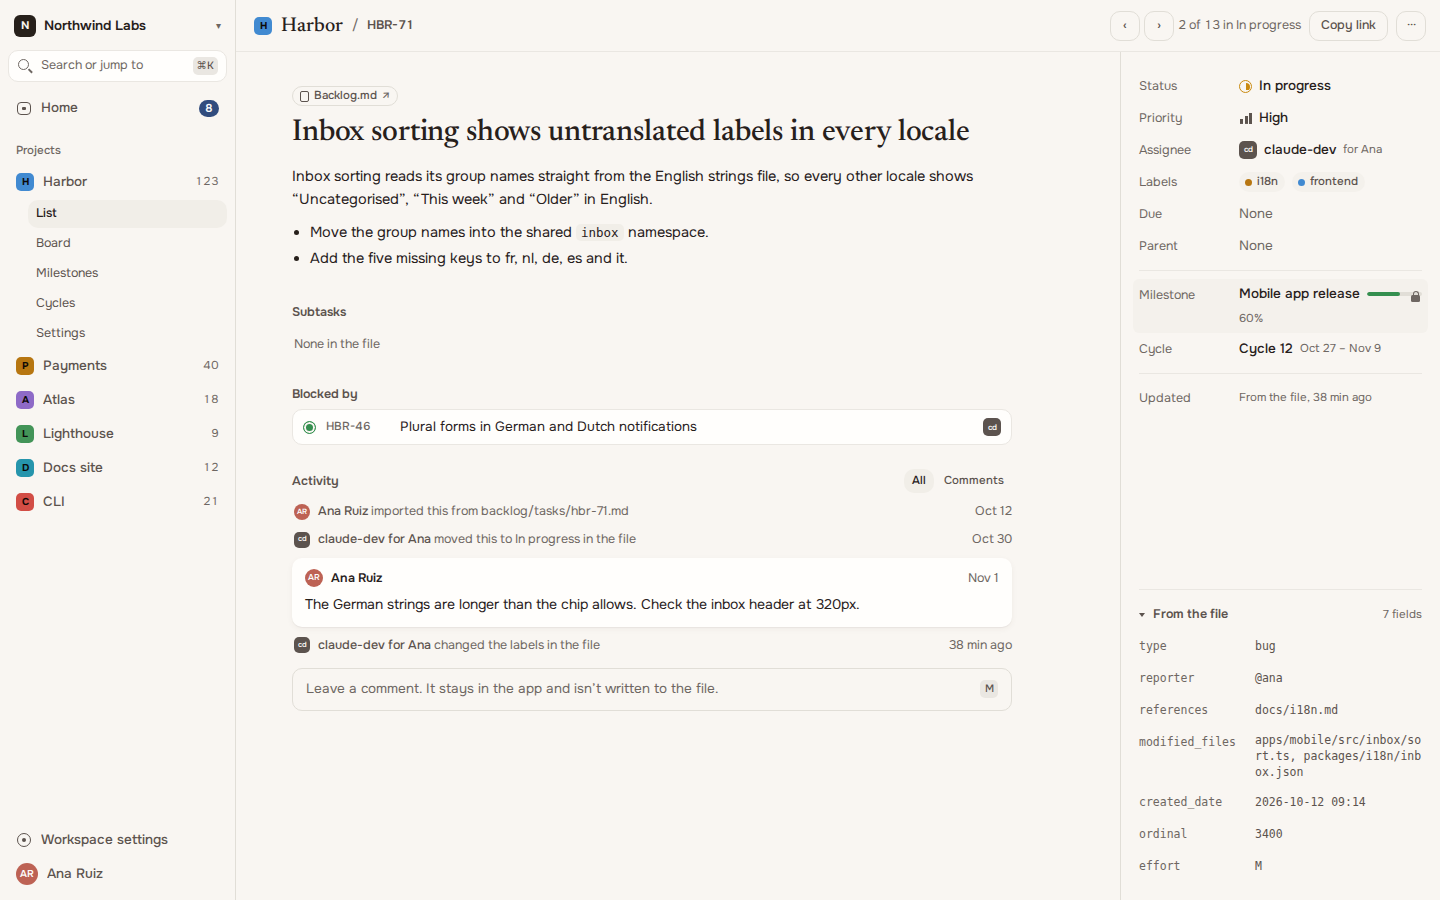 N Northwind Labs
Search or jump to ⌘K
Home 8
Projects
H Harbor 123
List
Board
Milestones
Cycles
Settings
P Payments 40
A Atlas 18
L Lighthouse 9
D Docs site 12
C CLI 21
Workspace settings
AR Ana Ruiz
H Harbor / HBR-71
‹ › 2 of 13 in In progress Copy link ...
Backlog.md ↗
Inbox sorting shows untranslated labels in every locale
Inbox sorting reads its group names straight from the English strings file, so every other locale shows
“Uncategorised”, “This week” and “Older” in English.
• Move the group names into the shared inbox namespace.
• Add the five missing keys to fr, nl, de, es and it.
Subtasks
None in the file
Blocked by
HBR-46 Plural forms in German and Dutch notifications cd
Activity All Comments
AR Ana Ruiz imported this from backlog/tasks/hbr-71.md Oct 12
cd claude-dev for Ana moved this to In progress in the file Oct 30
AR Ana Ruiz Nov 1
The German strings are longer than the chip allows. Check the inbox header at 320px.
cd claude-dev for Ana changed the labels in the file 38 min ago
Leave a comment. It stays in the app and isn’t written to the file. M
Status In progress
Priority High
Assignee cd claude-dev for Ana
Labels i18n frontend
Due None
Parent None
Milestone Mobile app release
60%
Cycle Cycle 12 Oct 27 – Nov 9
Updated From the file, 38 min ago
From the file 7 fields
type bug
reporter @ana
references docs/i18n.md
modified_files apps/mobile/src/inbox/so
rt.ts, packages/i18n/inb
ox.json
created_date 2026-10-12 09:14
ordinal 3400
effort M